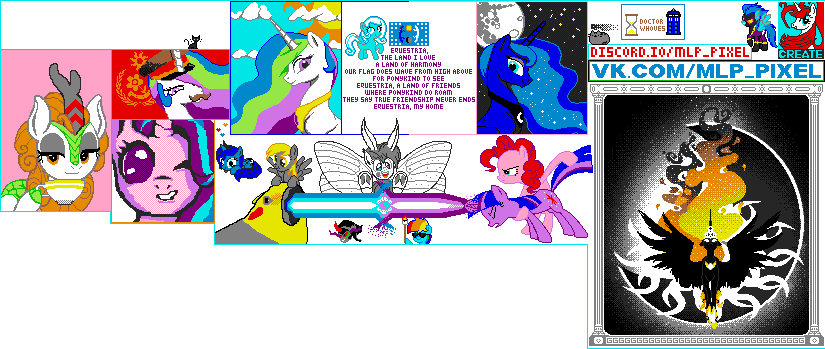 DOCTOR
WHOOVES
DISCORD.IO/MLP_PIXEL
CREATE
VK.COM/MLP_PIXEL
EQUESTRIA,
THE LAND I LOVE
A LAND OF HARMONY
OUR FLAG DOES WAVE FROM HIGH ABOVE
FOR PONYKIND TO SEE
EQUESTRIA, A LAND OF FRIENDS
WHERE PONYKIND DO ROAM
THEY SAY TRUE FRIENDSHIP NEVER ENDS
EQUESTRIA, MY HOME